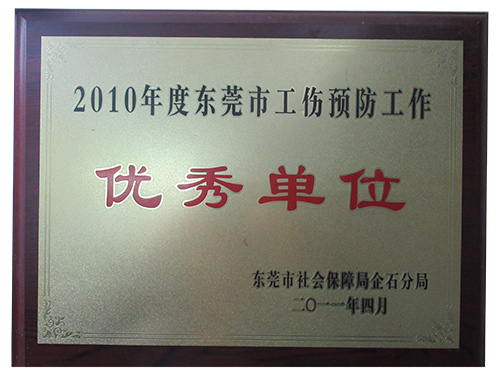 2010年度东莞市工伤预防工作
优秀单位
东莞市社会保障局企石分局
二〇一一年四月